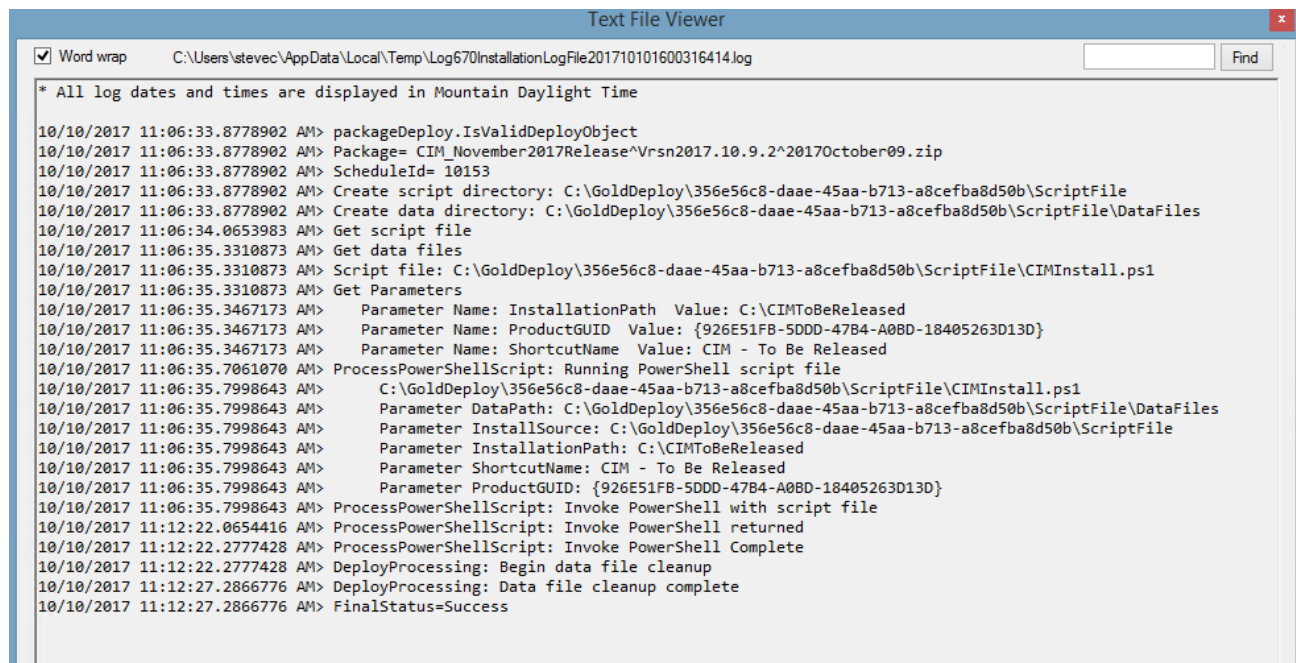 Text File Viewer
x
Word wrap C:\Users\stevec\AppData\Local\Temp\Log670InstallationLogFile201710101600316414.log Find
* All log dates and times are displayed in Mountain Daylight Time
10/10/2017 11:06:33.8778902 AM> packageDeploy.IsValidDeployObject
10/10/2017 11:06:33.8778902 AM> Package= CIM_November2017Release^Vrsn2017.10.9.2^2017October09.zip
10/10/2017 11:06:33.8778902 AM> ScheduleId= 10153
10/10/2017 11:06:33.8778902 AM> Create script directory: C:\GoldDeploy\356e56c8-daae-45aa-b713-a8cefba8d50b\ScriptFile
10/10/2017 11:06:33.8778902 AM> Create data directory: C:\GoldDeploy\356e56c8-daae-45aa-b713-a8cefba8d50b\ScriptFile\DataFiles
10/10/2017 11:06:34.0653983 AM> Get script file
10/10/2017 11:06:35.3310873 AM> Get data files
10/10/2017 11:06:35.3310873 AM> Script file: C:\GoldDeploy\356e56c8-daae-45aa-b713-a8cefba8d50b\ScriptFile\CIMInstall.ps1
10/10/2017 11:06:35.3310873 AM> Get Parameters
10/10/2017 11:06:35.3467173 AM>    Parameter Name: InstallationPath  Value: C:\CIMToBeReleased
10/10/2017 11:06:35.3467173 AM>    Parameter Name: ProductGUID  Value: {926E51FB-5DDD-47B4-A0BD-18405263D13D}
10/10/2017 11:06:35.3467173 AM>    Parameter Name: ShortcutName  Value: CIM - To Be Released
10/10/2017 11:06:35.7061070 AM> ProcessPowerShellScript: Running PowerShell script file
10/10/2017 11:06:35.7998643 AM>      C:\GoldDeploy\356e56c8-daae-45aa-b713-a8cefba8d50b\ScriptFile\CIMInstall.ps1
10/10/2017 11:06:35.7998643 AM>      Parameter DataPath: C:\GoldDeploy\356e56c8-daae-45aa-b713-a8cefba8d50b\ScriptFile\DataFiles
10/10/2017 11:06:35.7998643 AM>      Parameter InstallSource: C:\GoldDeploy\356e56c8-daae-45aa-b713-a8cefba8d50b\ScriptFile
10/10/2017 11:06:35.7998643 AM>      Parameter InstallationPath: C:\CIMToBeReleased
10/10/2017 11:06:35.7998643 AM>      Parameter ShortcutName: CIM - To Be Released
10/10/2017 11:06:35.7998643 AM>      Parameter ProductGUID: {926E51FB-5DDD-47B4-A0BD-18405263D13D}
10/10/2017 11:06:35.7998643 AM> ProcessPowerShellScript: Invoke PowerShell with script file
10/10/2017 11:12:22.0654416 AM> ProcessPowerShellScript: Invoke PowerShell returned
10/10/2017 11:12:22.2777428 AM> ProcessPowerShellScript: Invoke PowerShell Complete
10/10/2017 11:12:22.2777428 AM> DeployProcessing: Begin data file cleanup
10/10/2017 11:12:27.2866776 AM> DeployProcessing: Data file cleanup complete
10/10/2017 11:12:27.2866776 AM> FinalStatus=Success